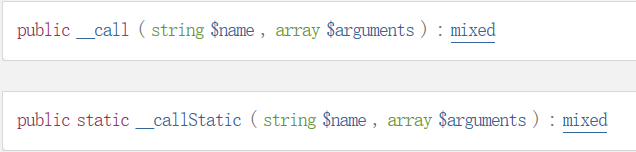 public __call ( string $name , array $arguments ) : mixed
public static __callStatic ( string $name , array $arguments ) : mixed